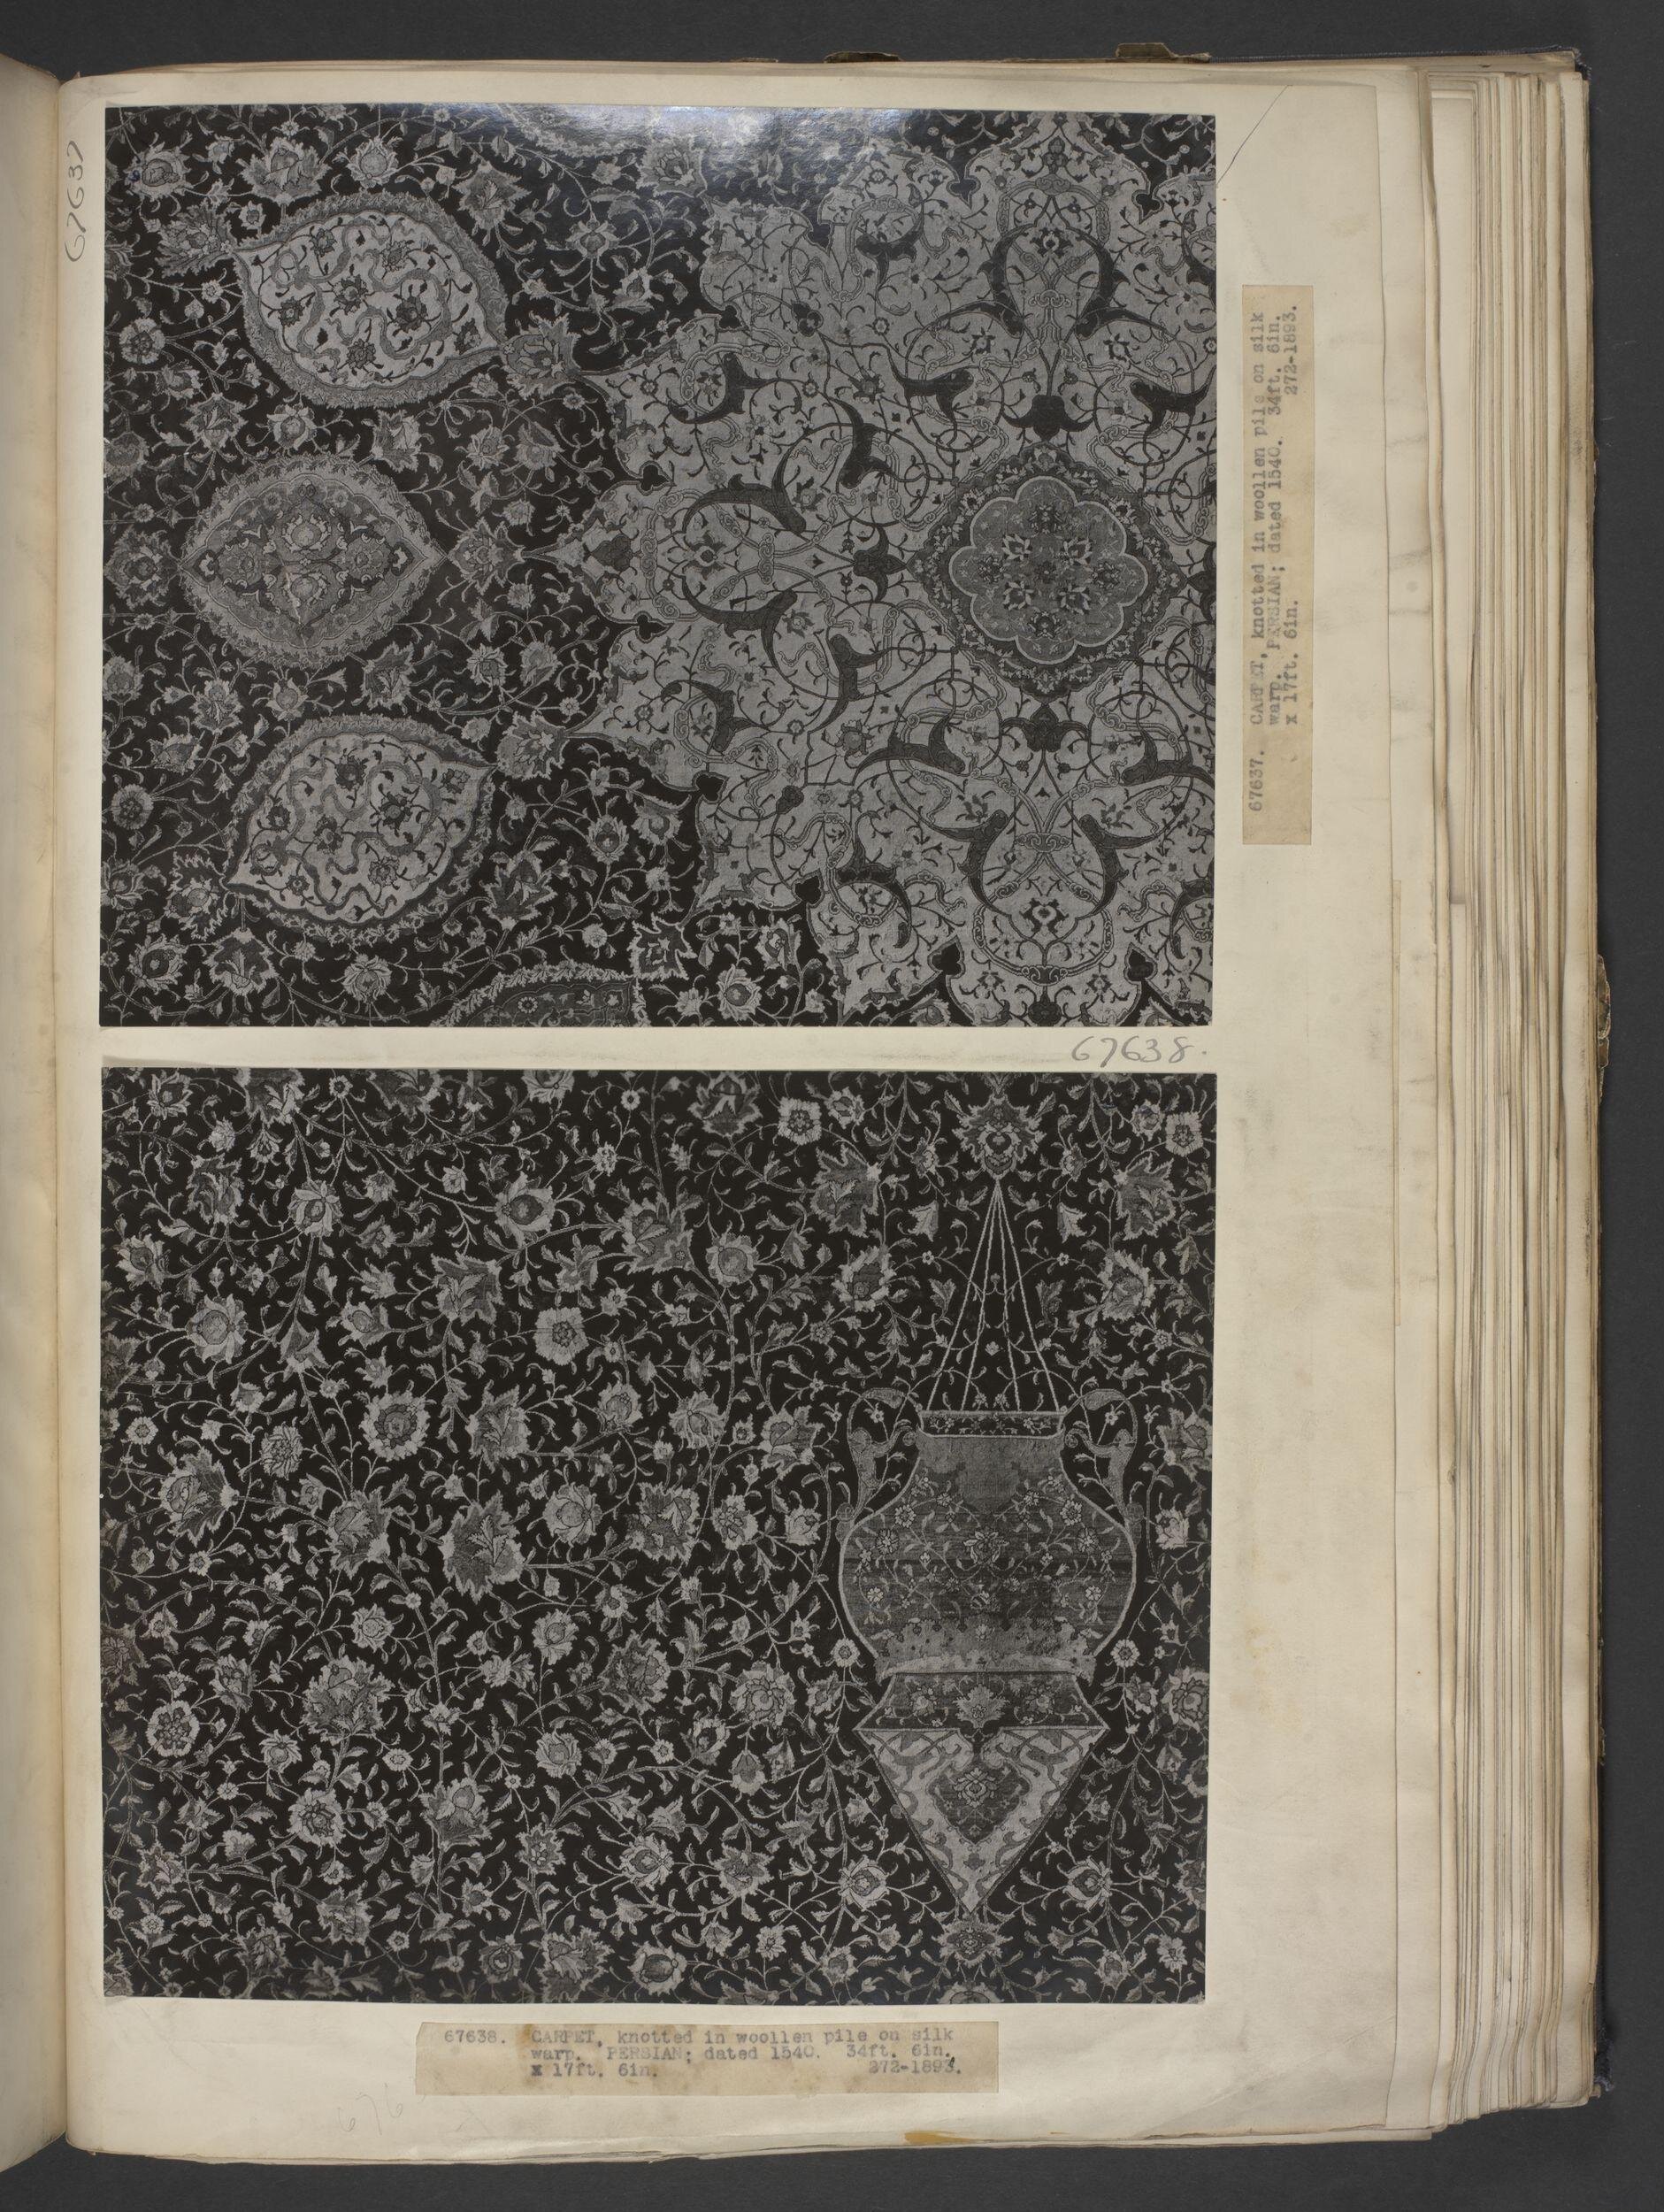 67637
67637. CARPET, knotted in woollen pile on silk
warp. PERSIAN; dated 1540. 34ft. 6in.
x 17ft. 6in. 272-1893.
67638.
67638. CARPET, knotted in woollen pile on silk
warp. PERSIAN; dated 1540. 34ft. 6in.
x 17ft. 6in. 272-1893.